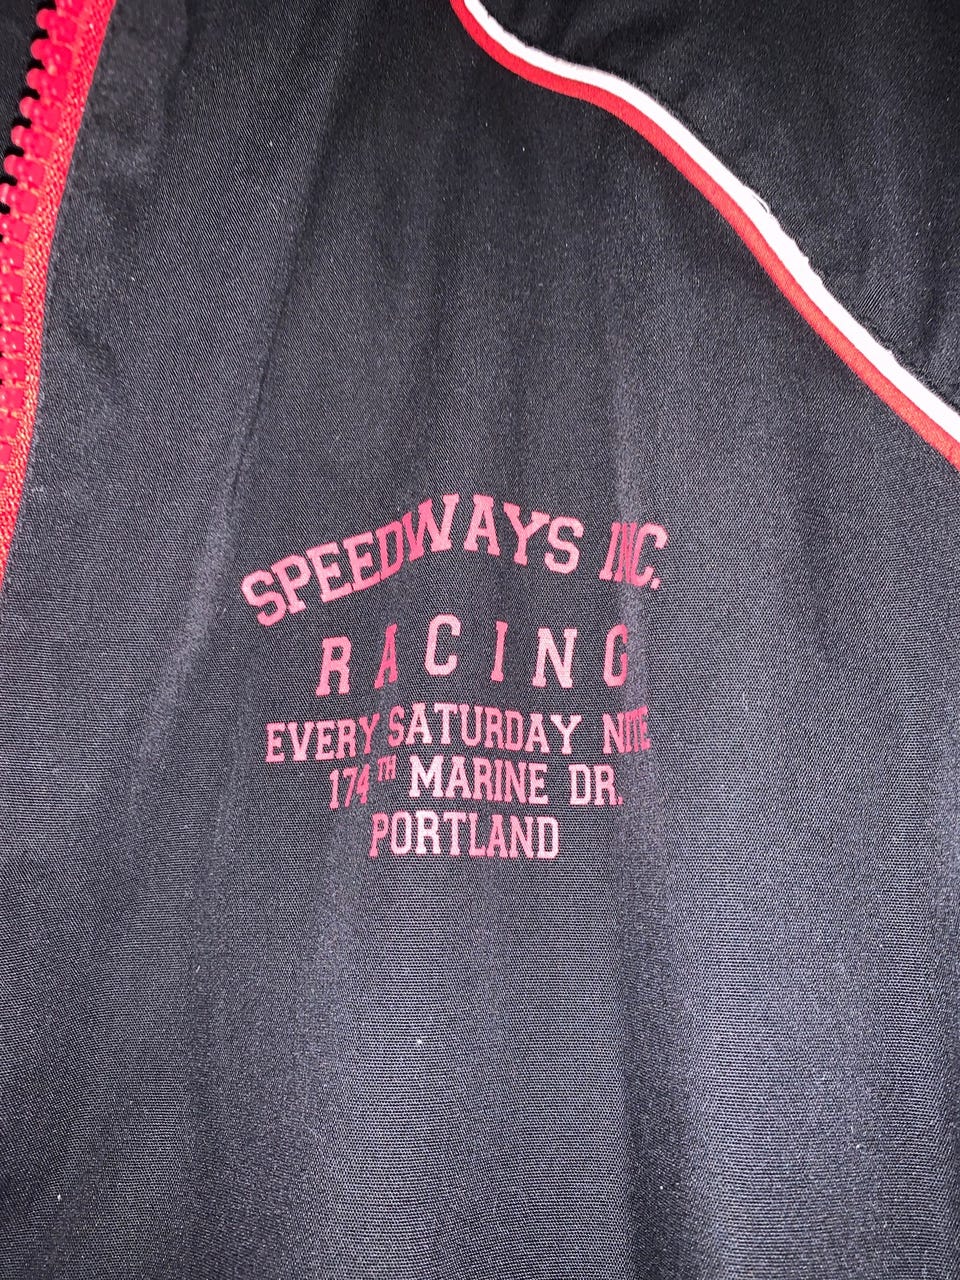 SPEEDWAYS INC.
RACING
EVERY SATURDAY NITE
174TH MARINE DR.
PORTLAND